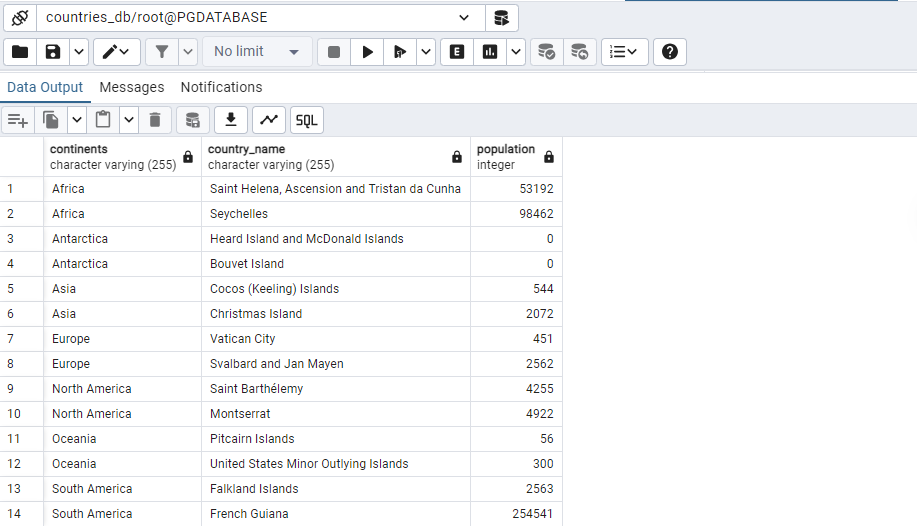 countries_db/root@PGDATABASE
No limit
E
Data Output Messages Notifications
SQL
continents country_name population
character varying (255) character varying (255) integer
1 Africa Saint Helena, Ascension and Tristan da Cunha 53192
2 Africa Seychelles 98462
3 Antarctica Heard Island and McDonald Islands 0
4 Antarctica Bouvet Island 0
5 Asia Cocos (Keeling) Islands 544
6 Asia Christmas Island 2072
7 Europe Vatican City 451
8 Europe Svalbard and Jan Mayen 2562
9 North America Saint Barthélemy 4255
10 North America Montserrat 4922
11 Oceania Pitcairn Islands 56
12 Oceania United States Minor Outlying Islands 300
13 South America Falkland Islands 2563
14 South America French Guiana 254541